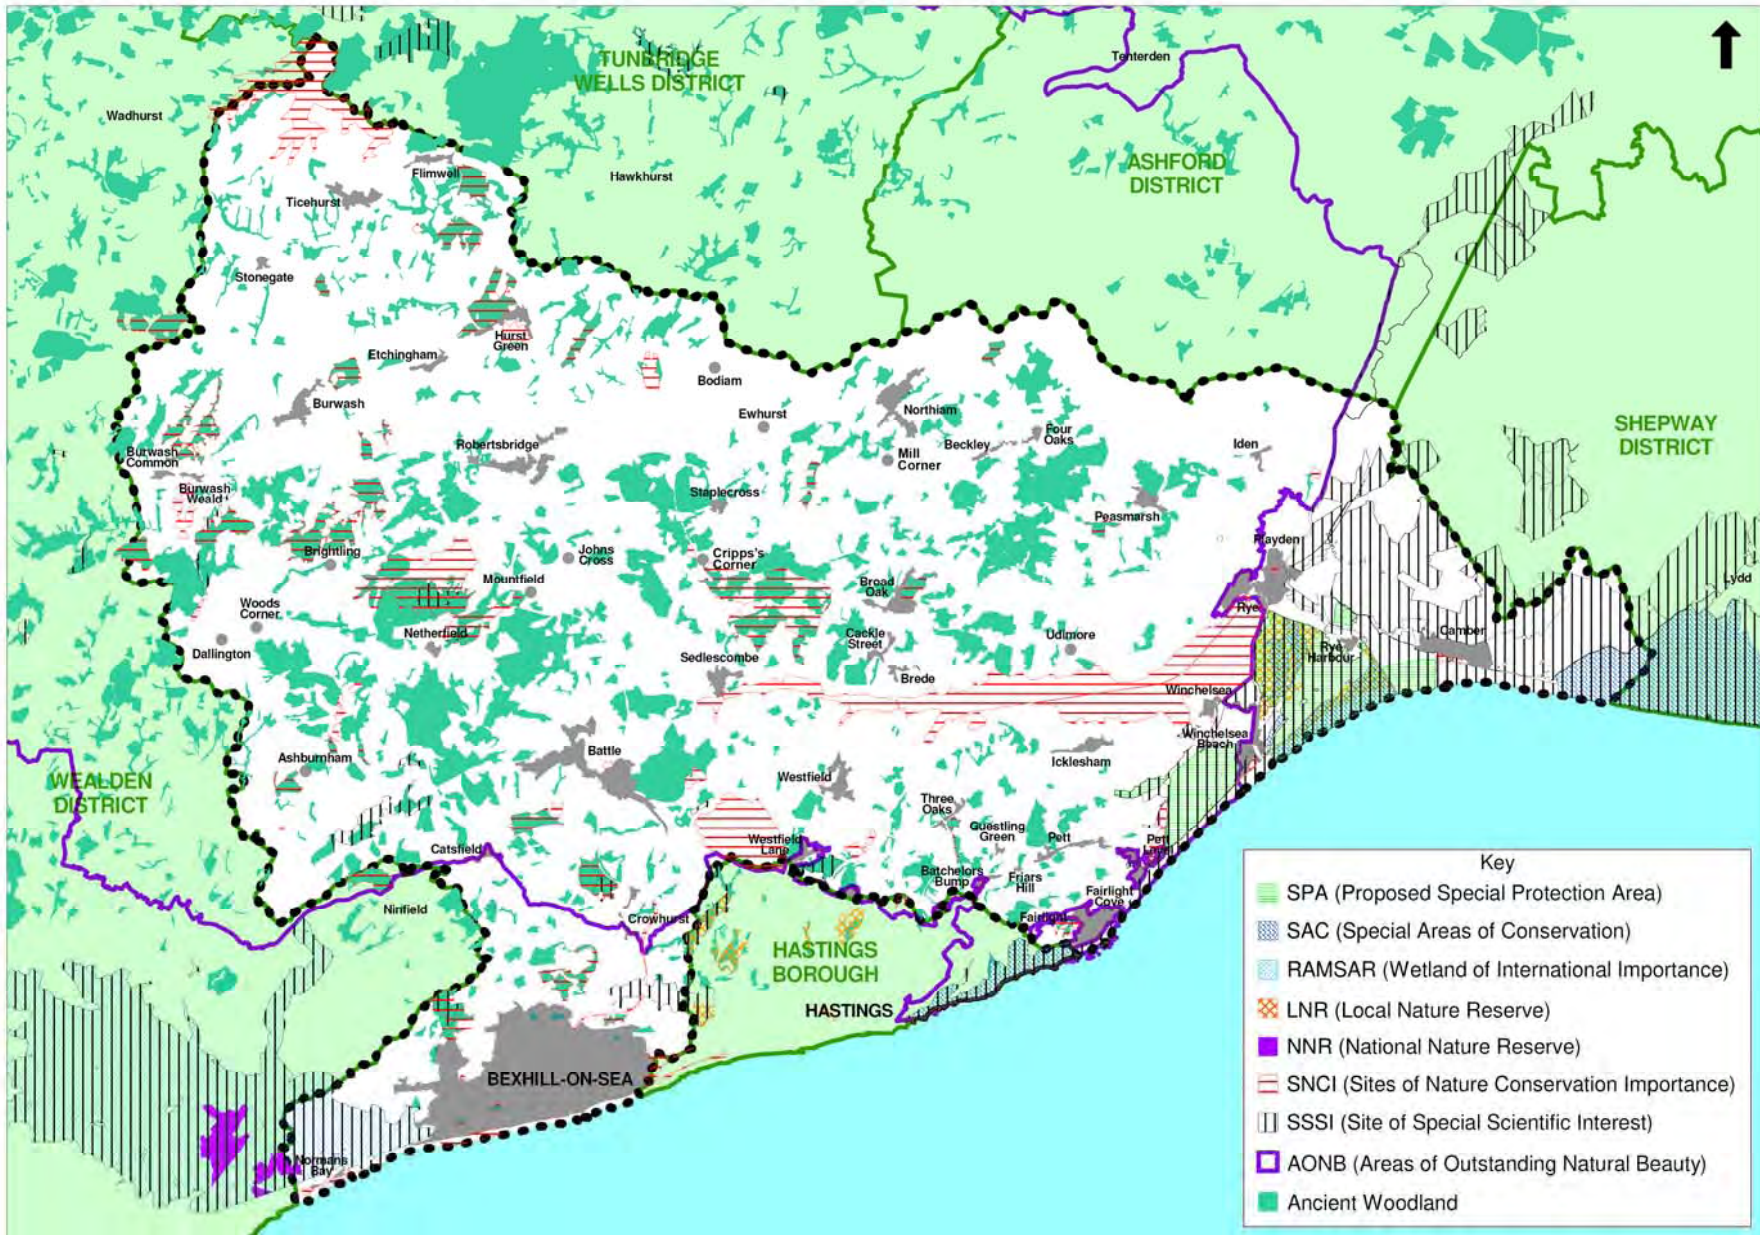 TUNBRIDGE
WELLS DISTRICT
Tenterden
Wadhurst
ASHFORD
DISTRICT
Flimwell
Hawkhurst
Ticehurst
Stonegate
Hurst
Green
Etchingham
Bodiam
Burwash
Ewhurst
Northiam
SHEPWAY
DISTRICT
Four
Oaks
Robertsbridge
Beckley
Iden
Burwash
Common
Mill
Corner
Burwash
Weald
Staplecross
Peasmarsh
Brightling
Johns
Cross
Cripps's
Corner
Playden
Mountfield
Broad
Oak
Lydd
Woods
Corner
Rye
Netherfield
Cackle
Street
Udimore
Camber
Dallington
Sedlescombe
Rye
Harbour
Brede
Winchelsea
Battle
Winchelsea
Beach
Ashburnham
Westfield
Icklesham
WEALDEN
DISTRICT
Three
Oaks
Guestling
Green
Pett
Catsfield
Westfield
Lane
Pett
Level
Batchelors
Bump
Friars
Hill
Fairlight
Cove
Ninfield
Crowhurst
Fairlight
HASTINGS
BOROUGH
HASTINGS
BEXHILL-ON-SEA
Normans
Bay
Key
SPA (Proposed Special Protection Area)
SAC (Special Areas of Conservation)
RAMSAR (Wetland of International Importance)
LNR (Local Nature Reserve)
NNR (National Nature Reserve)
SNCI (Sites of Nature Conservation Importance)
SSSI (Site of Special Scientific Interest)
AONB (Areas of Outstanding Natural Beauty)
Ancient Woodland